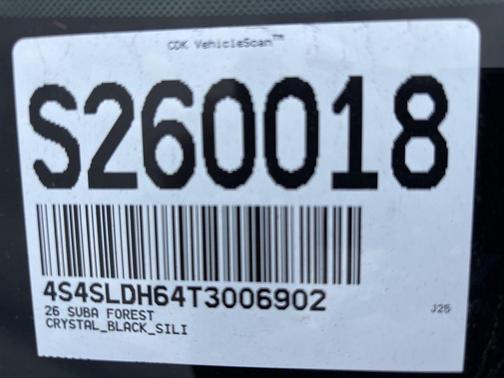 CDK VehicleScan™
S260018
4S4SLDH64T3006902
26 SUBA FOREST
CRYSTAL_BLACK_SILI
J25